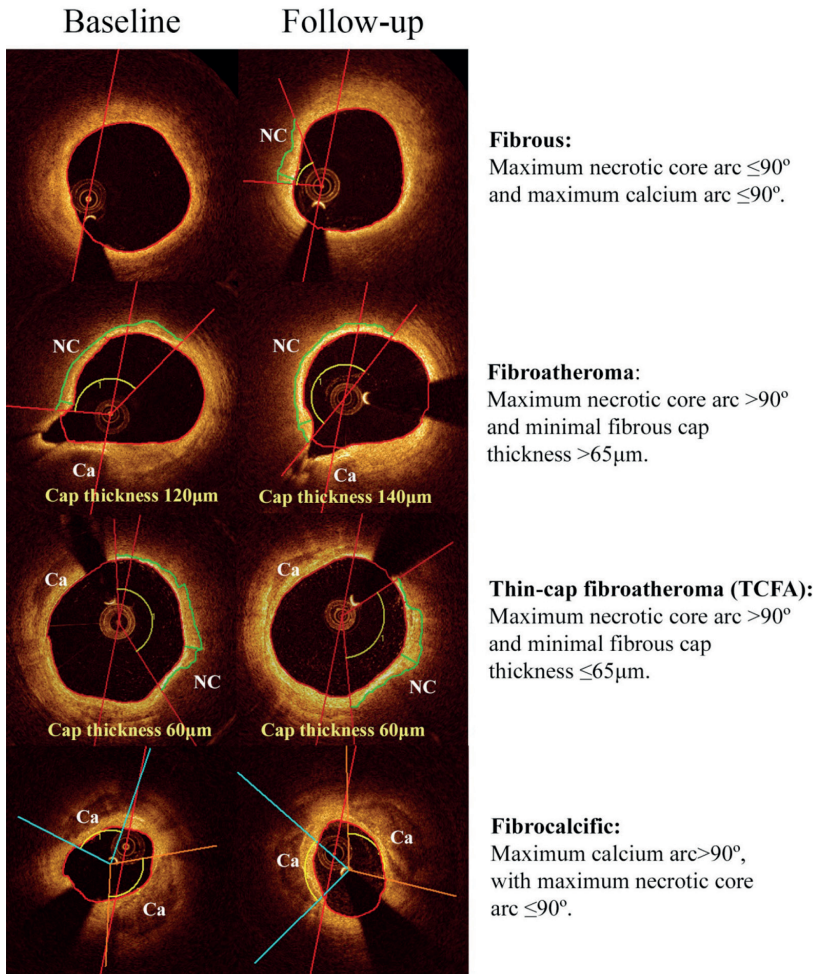 Baseline
Follow-up
NC
Fibrous:
Maximum necrotic core arc ≤90º
and maximum calcium arc ≤90º.
NC
NC
Ca
Ca
Cap thickness 120µm
Cap thickness 140µm
Fibroatheroma:
Maximum necrotic core arc >90º
and minimal fibrous cap
thickness >65µm.
Ca
Ca
NC
NC
Cap thickness 60µm
Cap thickness 60µm
Thin-cap fibroatheroma (TCFA):
Maximum necrotic core arc >90º
and minimal fibrous cap
thickness ≤65µm.
Ca
Ca
Ca
Ca
Fibrocalcific:
Maximum calcium arc>90º,
with maximum necrotic core
arc ≤90º.